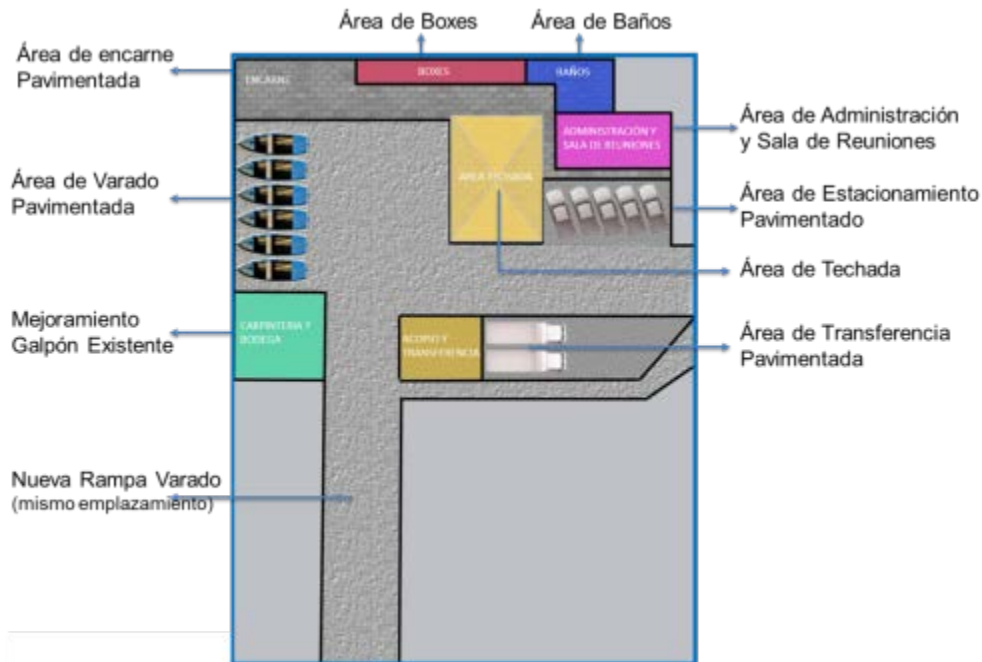 Área de Boxes
Área de Baños
Área de encarne
Pavimentada
ENCARNE
BOXES
BAÑOS
ADMINISTRACIÓN Y
SALA DE REUNIONES
Área de Administración
y Sala de Reuniones
Área de Varado
Pavimentada
ÁREA TECHADA
Área de Estacionamiento
Pavimentado
Área de Techada
Mejoramiento
Galpón Existente
CARPINTERIA Y
BODEGA
ACOPIO Y
TRANSFERENCIA
Área de Transferencia
Pavimentada
Nueva Rampa Varado
(mismo emplazamiento)